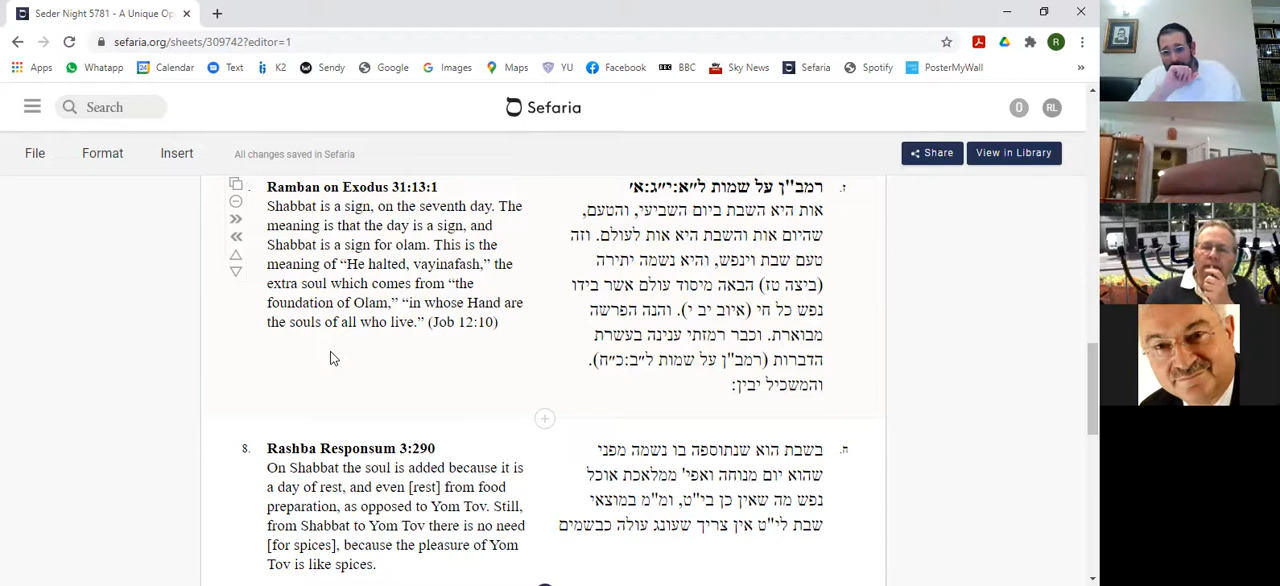 Seder Night 5781 - A Unique Op
sefaria.org/sheets/309742?editor=1
Apps Whatapp Calendar Text K2 Sendy Google Images Maps YU Facebook BBC Sky News Sefaria Spotify PosterMyWall »
Search
Sefaria
0 RL
File Format Insert All changes saved in Sefaria Share View in Library
Ramban on Exodus 31:13:1
Shabbat is a sign, on the seventh day. The
meaning is that the day is a sign, and
Shabbat is a sign for olam. This is the
meaning of “He halted, vayinafash,” the
extra soul which comes from “the
foundation of Olam,” “in whose Hand are
the souls of all who live.” (Job 12:10)
ז.
רמב"ן על שמות ל״א:י״ג:א׳
אות היא השבת ביום השביעי, והטעם,
שהיום אות והשבת היא אות לעולם. וזה
טעם שבת וינפש, והיא נשמה יתירה
(ביצה טז) הבאה מיסוד עולם אשר בידו
נפש כל חי (איוב יב י). והנה הפרשה
מבוארת. וכבר רמזתי ענינה בעשרת
הדברות (רמב"ן על שמות ל״ב:כ״ח).
והמשכיל יבין:
8. Rashba Responsum 3:290
On Shabbat the soul is added because it is
a day of rest, and even [rest] from food
preparation, as opposed to Yom Tov. Still,
from Shabbat to Yom Tov there is no need
[for spices], because the pleasure of Yom
Tov is like spices.
ח.
בשבת הוא שנתוספה בו נשמה מפני
שהוא יום מנוחה ואפי' ממלאכת אוכל
נפש מה שאין כן בי"ט, ומ"מ במוצאי
שבת לי"ט אין צריך שעונג עולה כבשמים